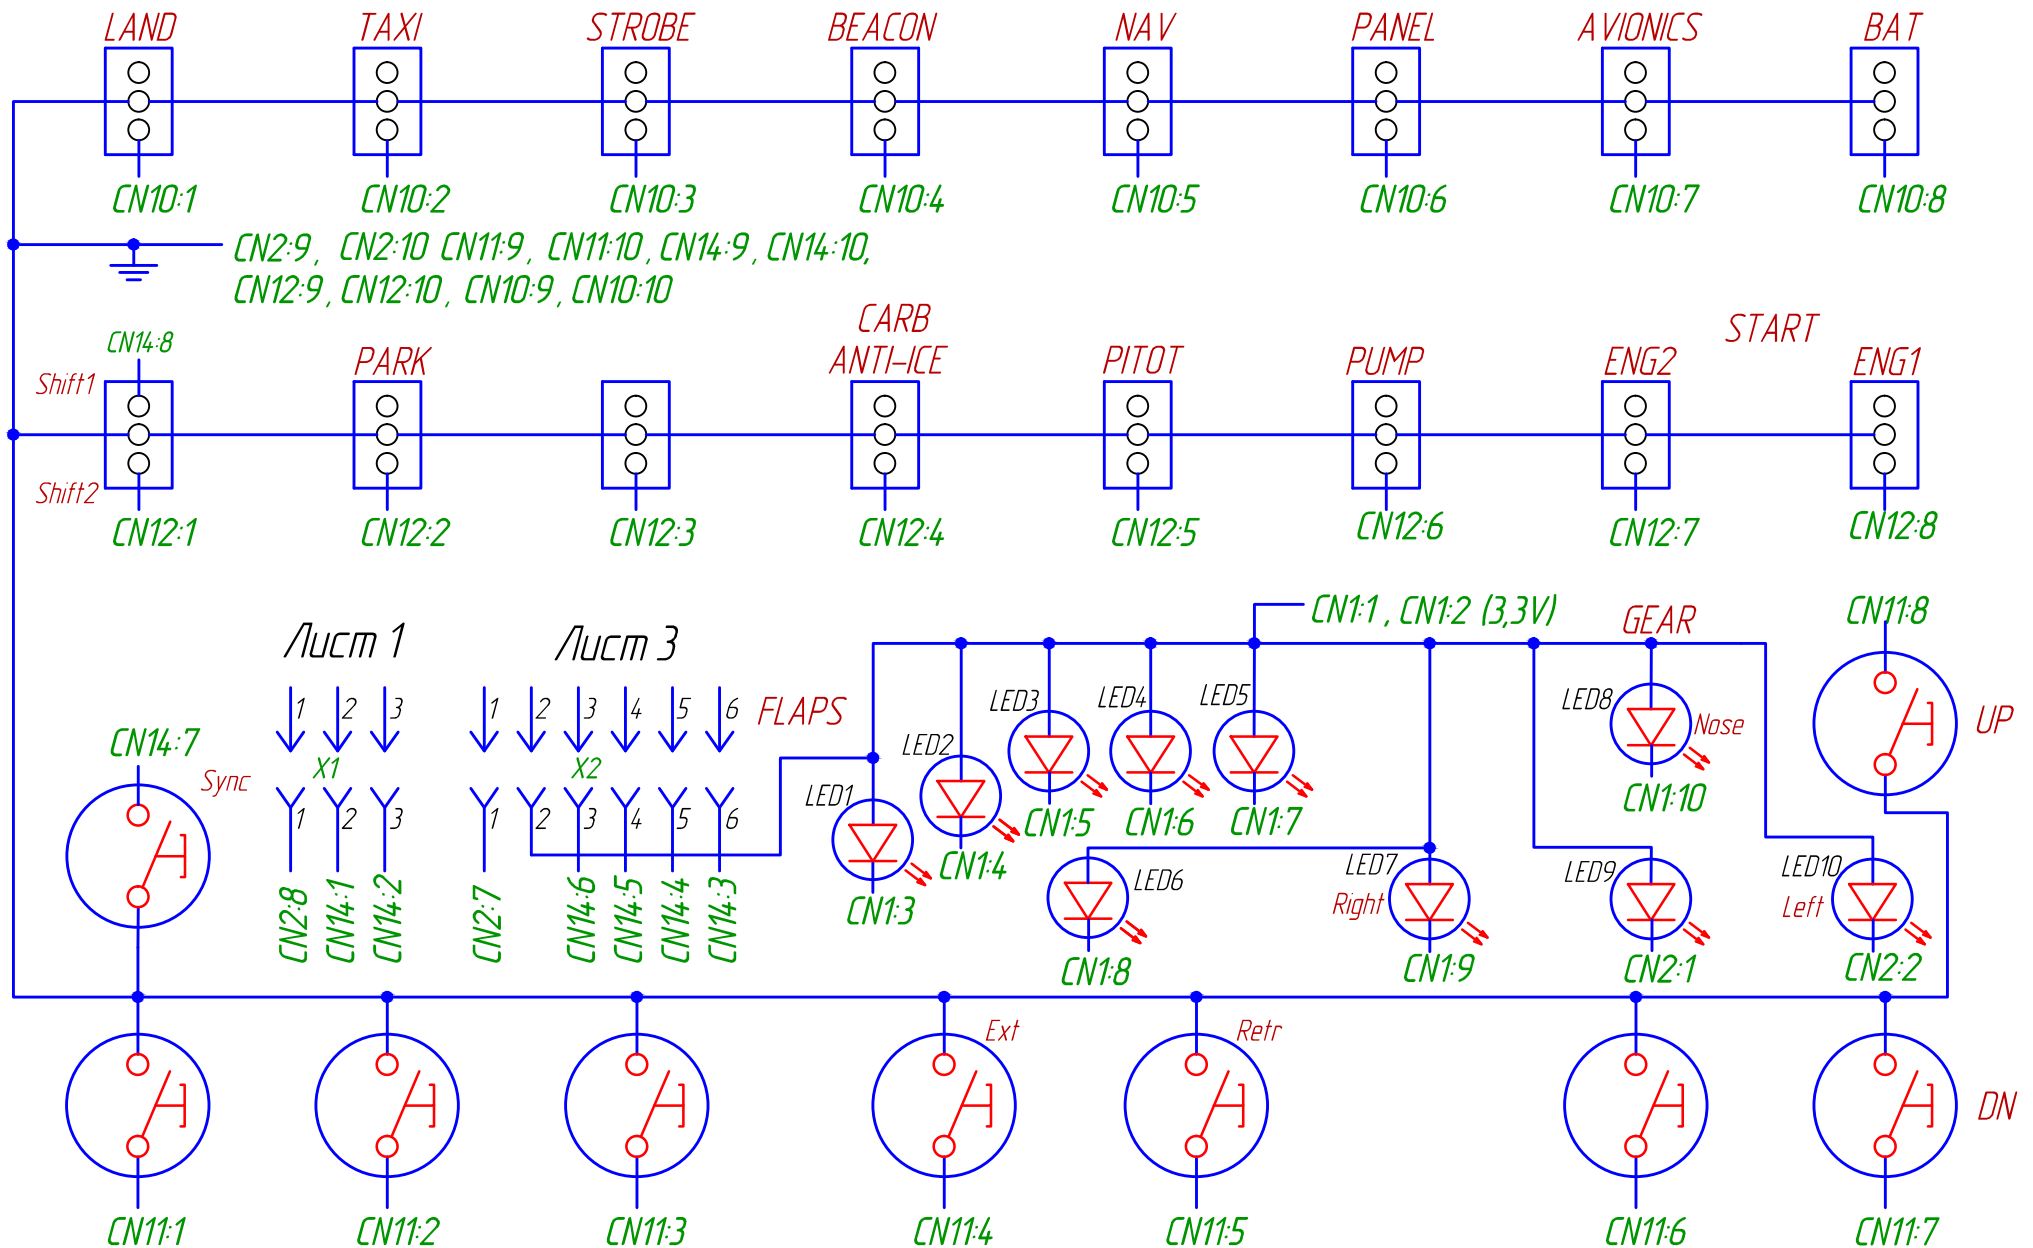 LAND TAXI STROBE BEACON NAV PANEL AVIONICS BAT
CN10:1 CN10:2 CN10:3 CN10:4 CN10:5 CN10:6 CN10:7 CN10:8
CN2:9, CN2:10 CN11:9, CN11:10, CN14:9, CN14:10,
CN12:9, CN12:10, CN10:9, CN10:10
CARB
START
CN14:8
PARK ANTI-ICE PITOT PUMP ENG2 ENG1
Shift1
Shift2
CN12:1 CN12:2 CN12:3 CN12:4 CN12:5 CN12:6 CN12:7 CN12:8
CN1:1, CN1:2 (3,3V) GEAR CN11:8
Лист 1 Лист 3
LED3 LED4 LED5 LED8
1 2 3 1 2 3 4 5 6 FLAPS Nose UP
CN14:7 LED2
Sync X1 X2
LED1 CN1:10
1 2 3 1 2 3 4 5 6 CN1:5 CN1:6 CN1:7
CN1:4 LED6 LED7 LED9 LED10
Right Left
CN2:8 CN14:1 CN14:2 CN2:7 CN14:6 CN14:5 CN14:4 CN14:3 CN1:3
CN1:8 CN1:9 CN2:1 CN2:2
Ext Retr
DN
CN11:1 CN11:2 CN11:3 CN11:4 CN11:5 CN11:6 CN11:7